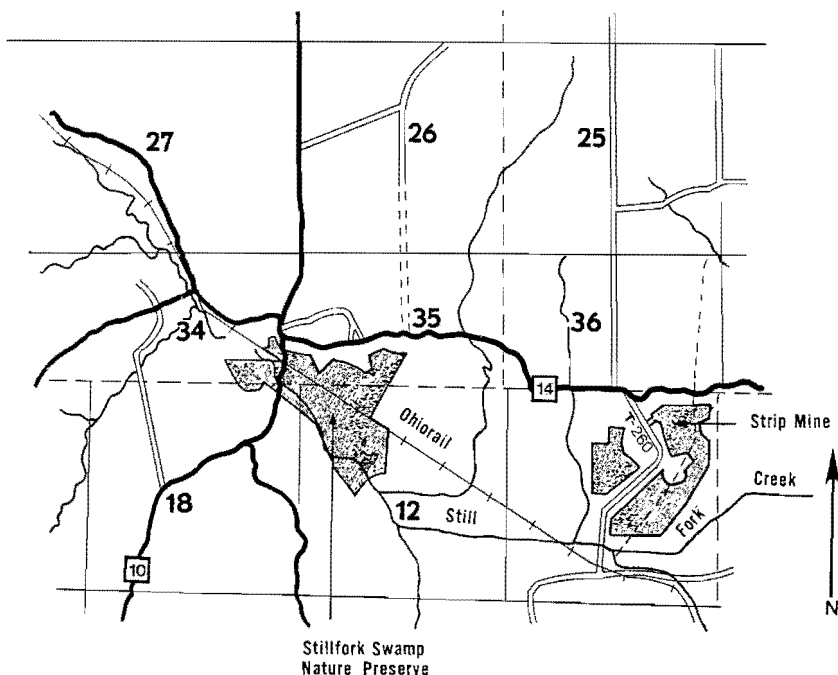 27
26
25
34
35
36
14
Ohiorail
T-260
Strip Mine
Creek
Fork
18
12
Still
10
N
Stillfork Swamp
Nature Preserve